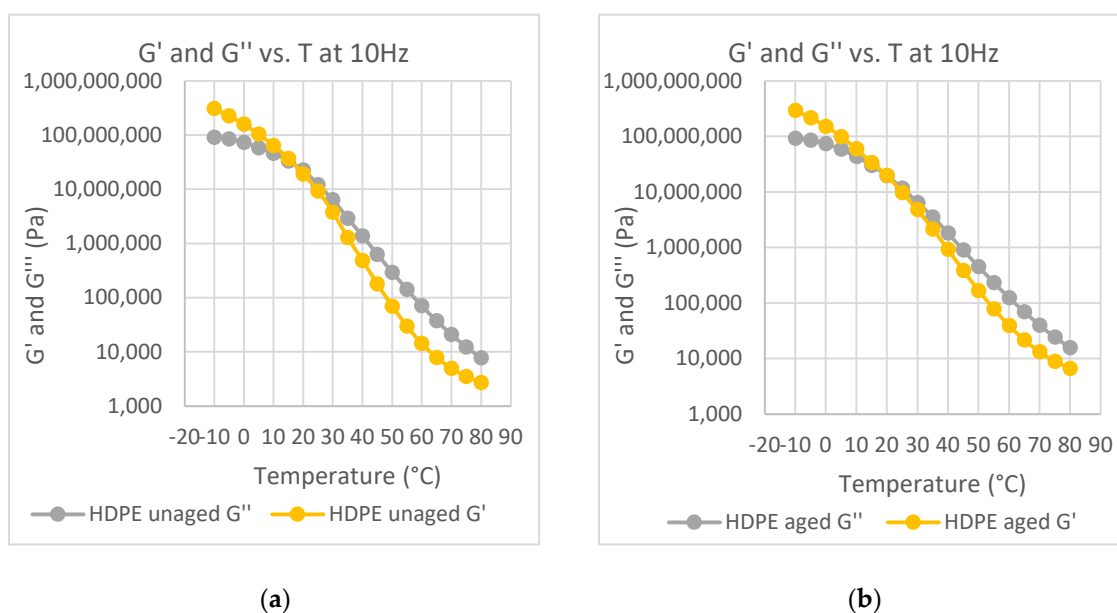 G' and G'' vs. T at 10Hz
1,000,000,000
100,000,000
10,000,000
1,000,000
100,000
10,000
1,000
G' and G''' (Pa)
-20 -10 0 10 20 30 40 50 60 70 80 90
Temperature (°C)
HDPE unaged G'' HDPE unaged G'
(a)
G' and G'' vs. T at 10Hz
1,000,000,000
100,000,000
10,000,000
1,000,000
100,000
10,000
1,000
G' and G''' (Pa)
-20 -10 0 10 20 30 40 50 60 70 80 90
Temperature (°C)
HDPE aged G'' HDPE aged G'
(b)